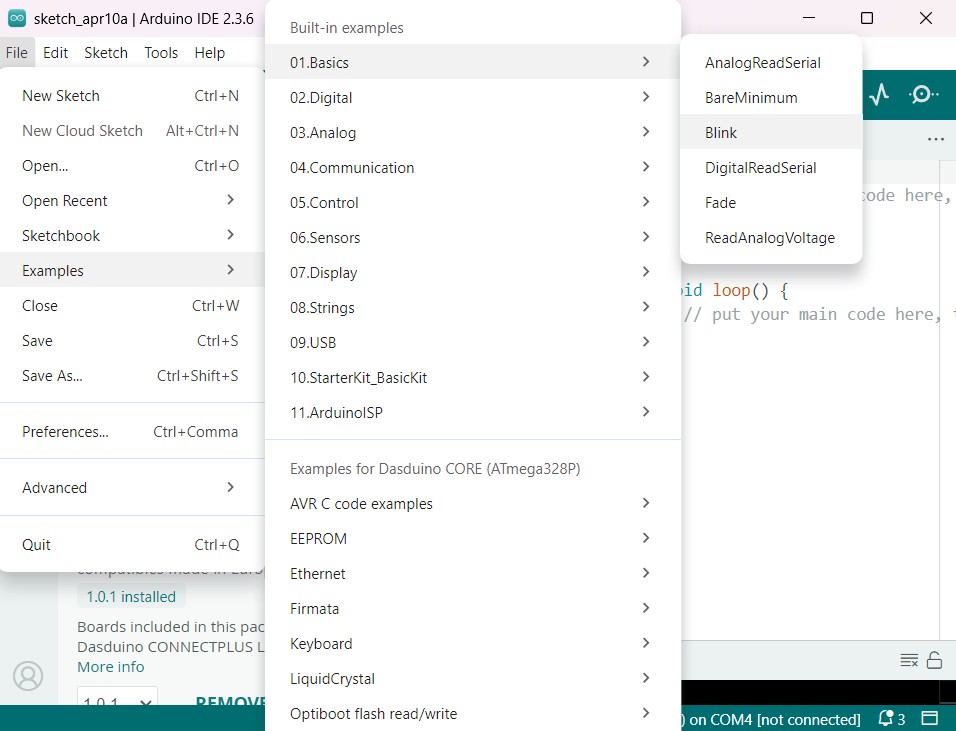 sketch_apr10a | Arduino IDE 2.3.6
File Edit Sketch Tools Help
New Sketch Ctrl+N
New Cloud Sketch Alt+Ctrl+N
Open... Ctrl+O
Open Recent
Sketchbook
Examples
Close Ctrl+W
Save Ctrl+S
Save As... Ctrl+Shift+S
Preferences... Ctrl+Comma
Advanced
Quit Ctrl+Q
Built-in examples
01.Basics
02.Digital
03.Analog
04.Communication
05.Control
06.Sensors
07.Display
08.Strings
09.USB
10.StarterKit_BasicKit
11.ArduinoISP
Examples for Dasduino CORE (ATmega328P)
AVR C code examples
EEPROM
Ethernet
Firmata
Keyboard
LiquidCrystal
Optiboot flash read/write
AnalogReadSerial
BareMinimum
Blink
DigitalReadSerial
Fade
ReadAnalogVoltage
code here,
loop() {
// put your main code here,
compatibles made in
1.0.1 installed
Boards included in this
Dasduino CONNECTPLUS
More info
1.0.1 REMOVE
) on COM4 [not connected] 3